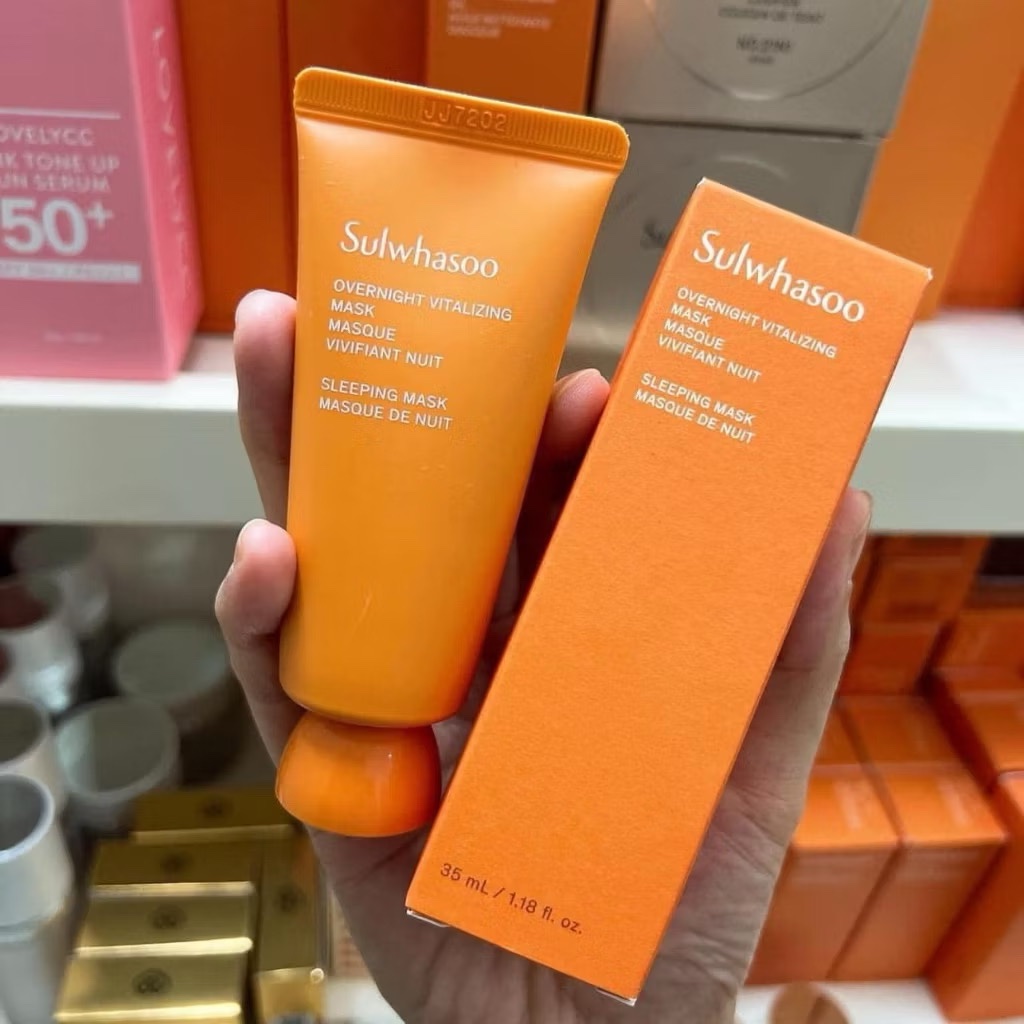 JJ7202
Sulwhasoo
OVERNIGHT VITALIZING
MASK
MASQUE
VIVIFIANT NUIT
SLEEPING MASK
MASQUE DE NUIT
Sulwhasoo
OVERNIGHT VITALIZING
MASK
MASQUE
VIVIFIANT NUIT
SLEEPING MASK
MASQUE DE NUIT
35 mL / 1.18 fl. oz.
OVELYCC
TONE UP
UN SERUM
50+